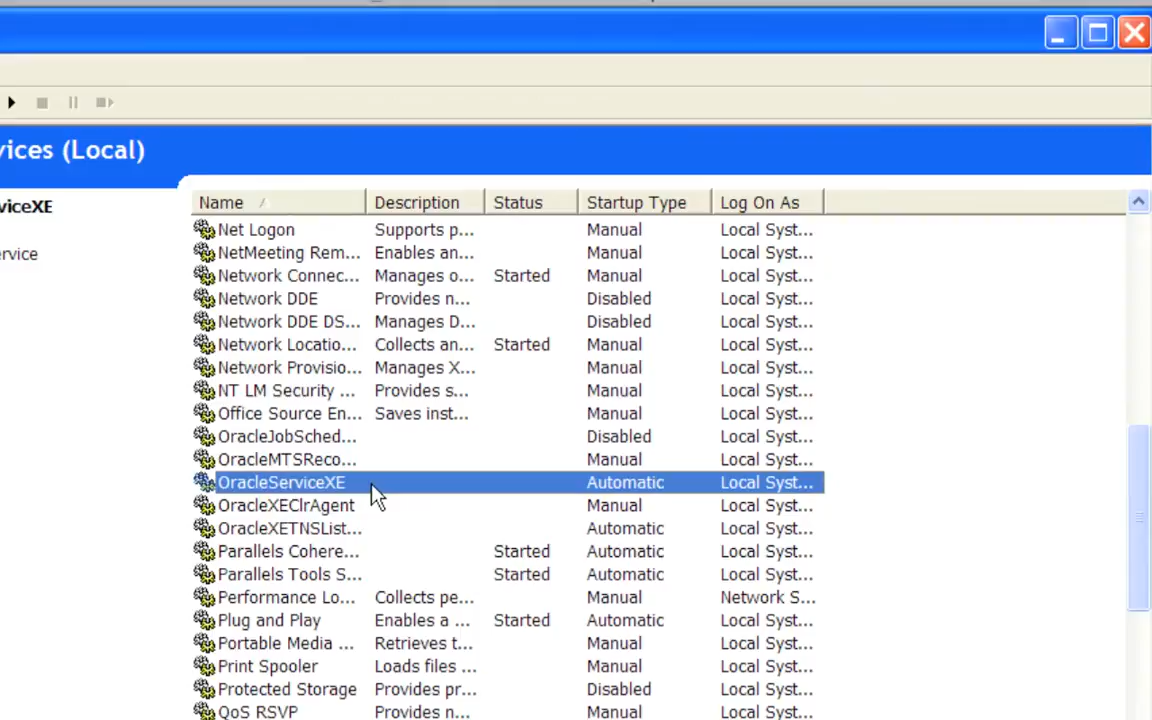 vices (Local)
viceXE
ervice
Name Description Status Startup Type Log On As
Net Logon Supports p... Manual Local Syst...
NetMeeting Rem... Enables an... Manual Local Syst...
Network Connec... Manages o... Started Manual Local Syst...
Network DDE Provides n... Disabled Local Syst...
Network DDE DS... Manages D... Disabled Local Syst...
Network Locatio... Collects an... Started Manual Local Syst...
Network Provisio... Manages X... Manual Local Syst...
NT LM Security ... Provides s... Manual Local Syst...
Office Source En... Saves inst... Manual Local Syst...
OracleJobSched... Disabled Local Syst...
OracleMTSReco... Manual Local Syst...
OracleServiceXE Automatic Local Syst...
OracleXEClrAgent Manual Local Syst...
OracleXETNSList... Automatic Local Syst...
Parallels Cohere... Started Automatic Local Syst...
Parallels Tools S... Started Automatic Local Syst...
Performance Lo... Collects pe... Manual Network S...
Plug and Play Enables a ... Started Automatic Local Syst...
Portable Media ... Retrieves t... Manual Local Syst...
Print Spooler Loads files ... Manual Local Syst...
Protected Storage Provides pr... Disabled Local Syst...
QoS RSVP Provides n... Manual Local Syst...